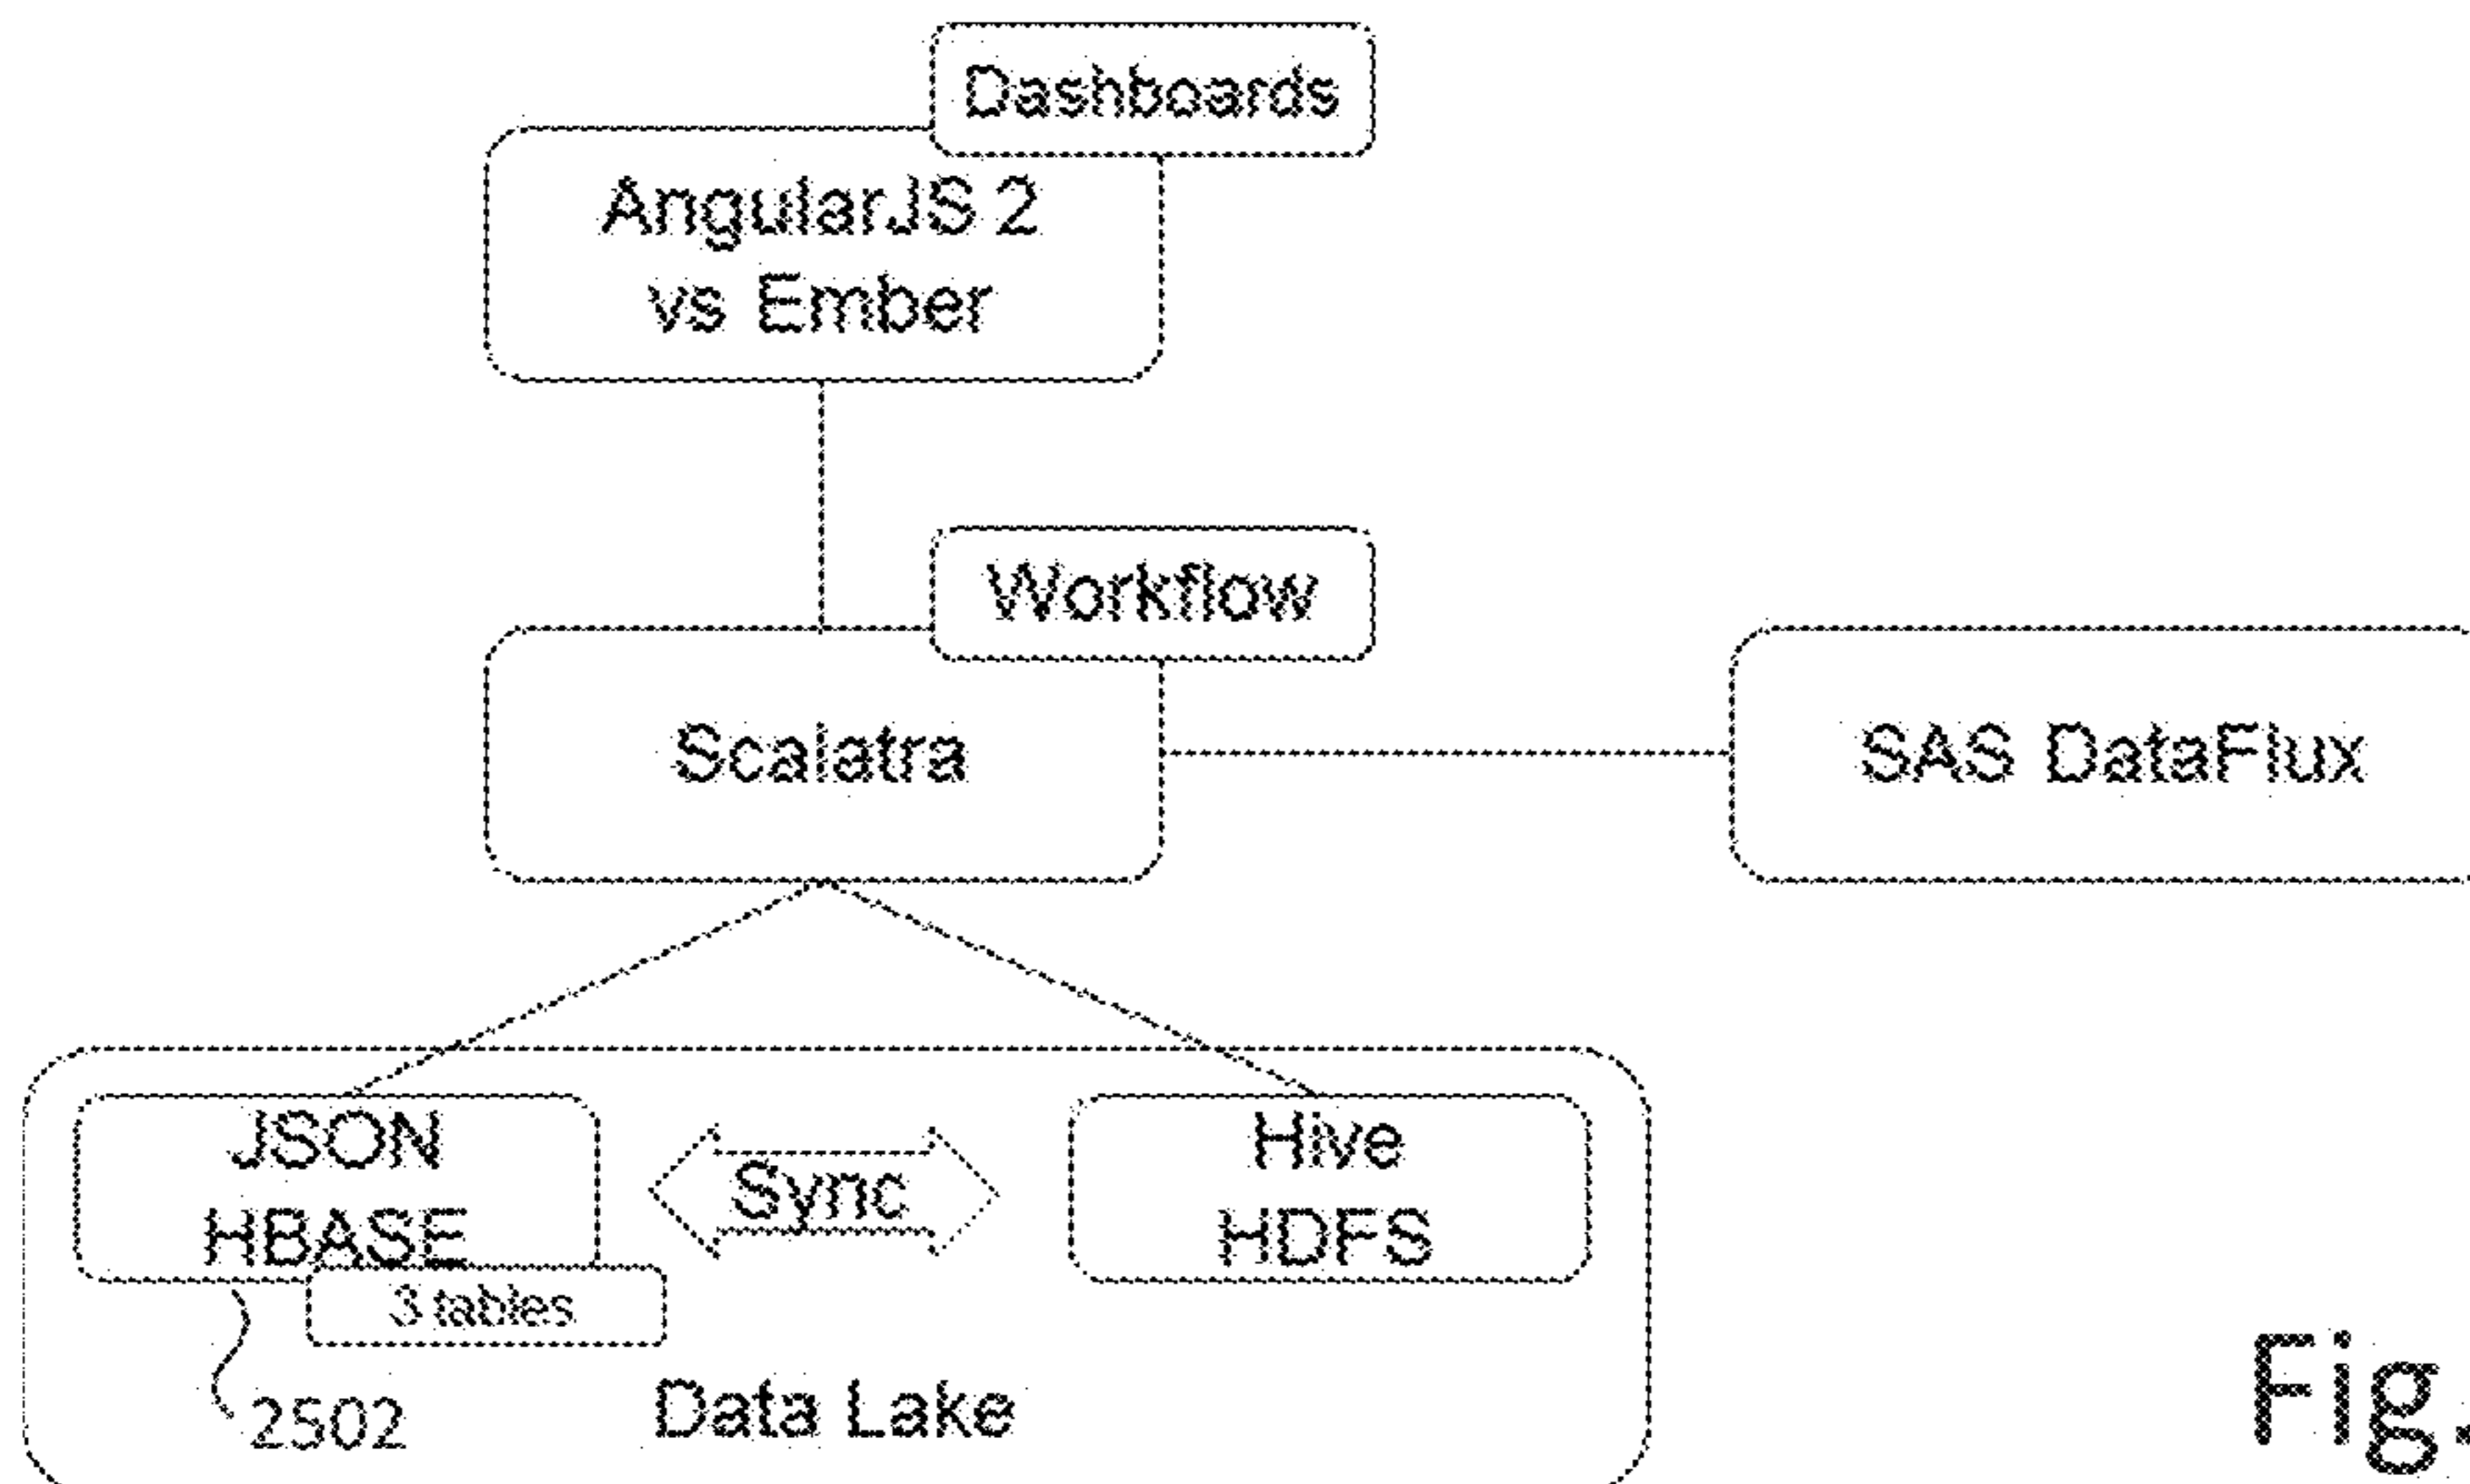 Dashboards
AngularJS 2
vs Ember
Workflow
Scalatra
SAS DataFlux
JSON
HBASE
Sync
Hive
HDFS
3 tables
2502
Data Lake
Fig.